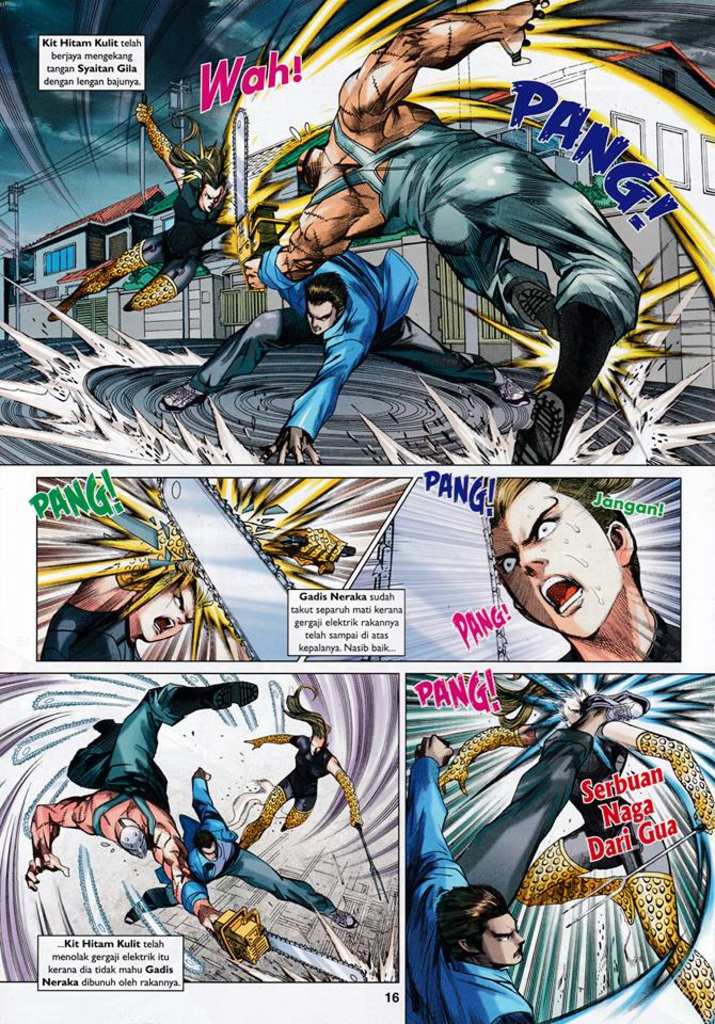 Kit Hitam Kulit telah
berjaya mengekang
tangan Syaitan Gila
dengan lengan bajunya.
Wah!
PANG!
PANG!
Gadis Neraka sudah
takut separuh mati kerana
gergaji elektrik rakannya
telah sampai di atas
kepalanya. Nasib baik...
PANG!
Jangan!
PANG!
...Kit Hitam Kulit telah
menolak gergaji elektrik itu
kerana dia tidak mahu Gadis
Neraka dibunuh oleh rakannya.
PANG!
Serbuan
Naga
Dari Gua
16